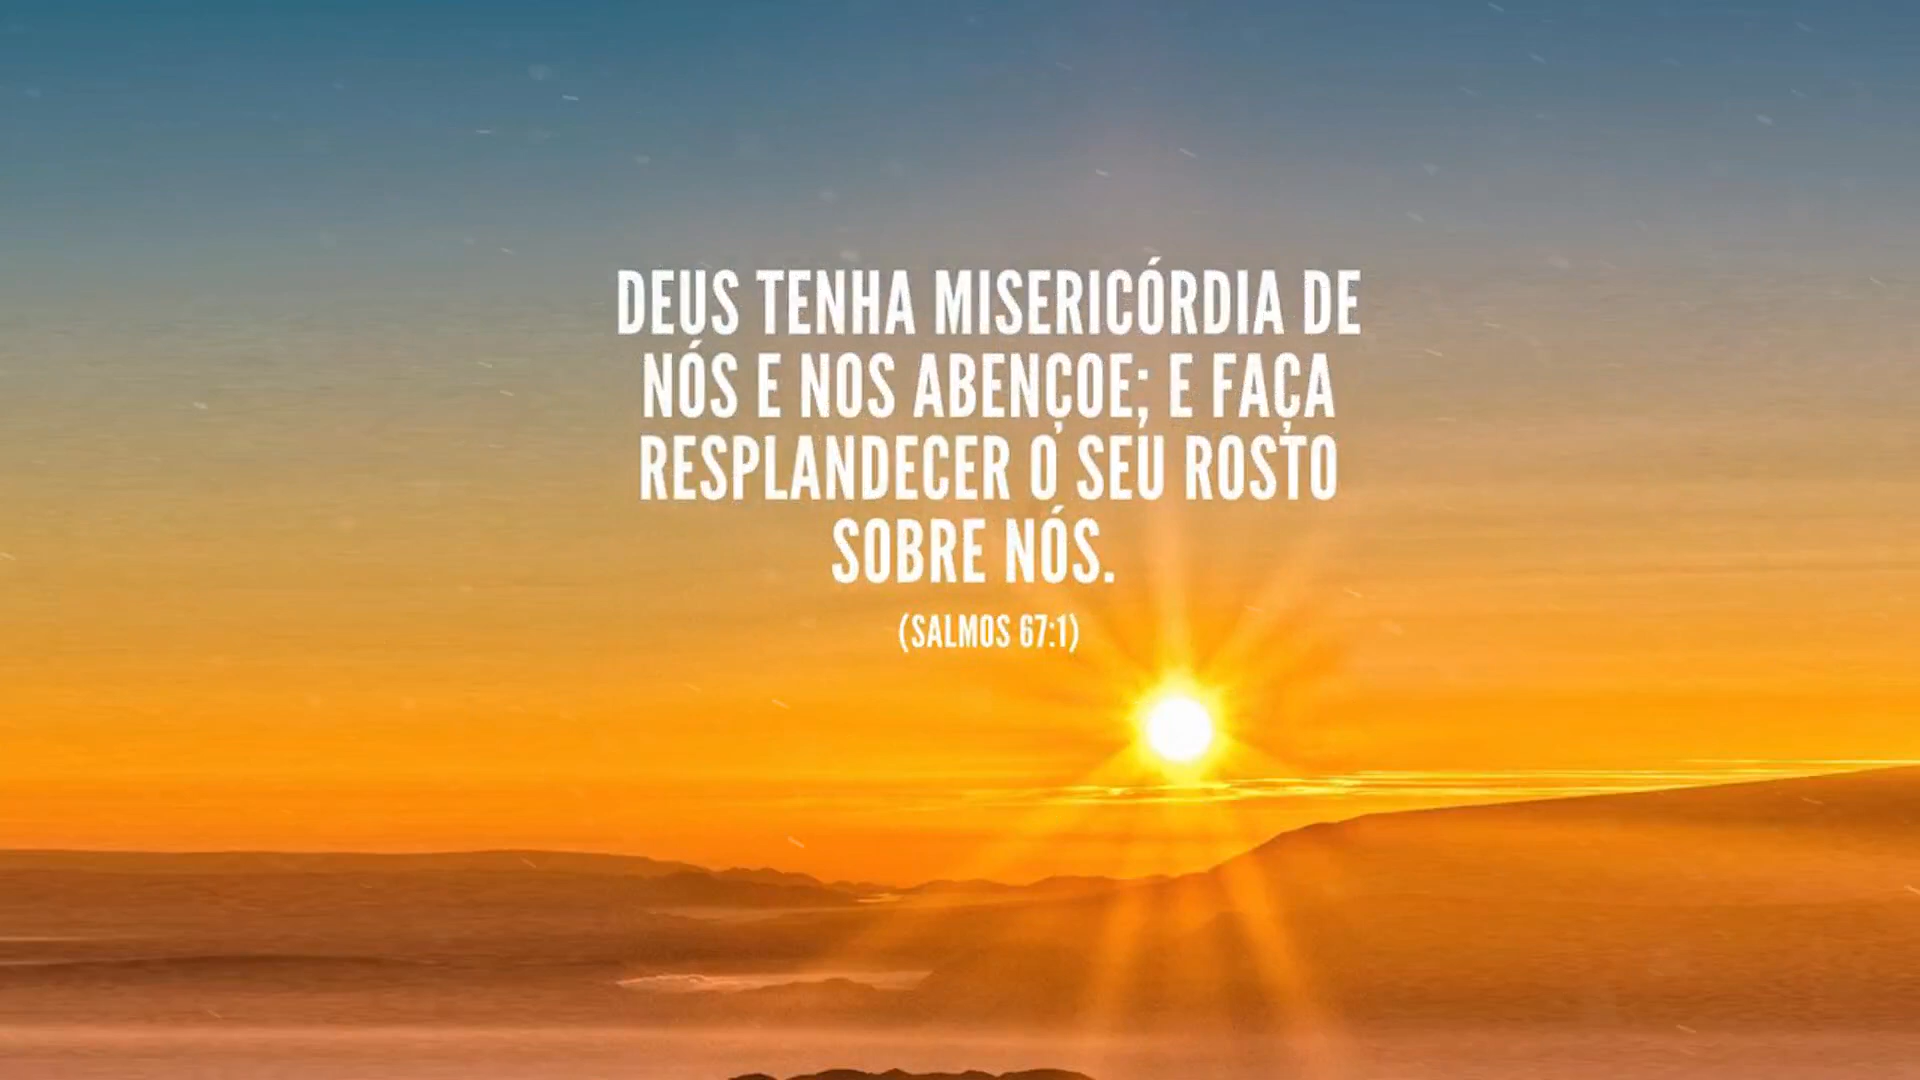 DEUS TENHA MISERICÓRDIA DE
NÓS E NOS ABENÇOE; E FAÇA
RESPLANDECER O SEU ROSTO
SOBRE NÓS.
(SALMOS 67:1)